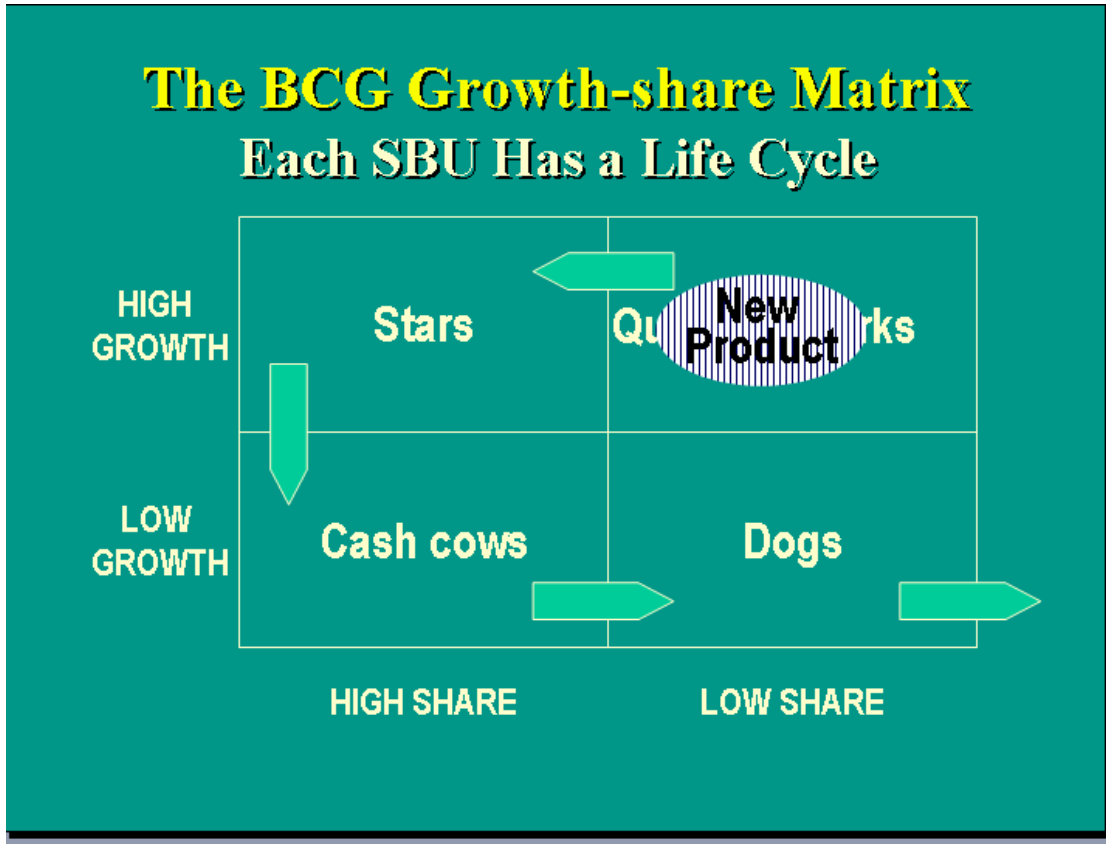 The BCG Growth-share Matrix
Each SBU Has a Life Cycle
HIGH
GROWTH
Stars
New
Product
LOW
GROWTH
Cash cows
Dogs
HIGH SHARE
LOW SHARE